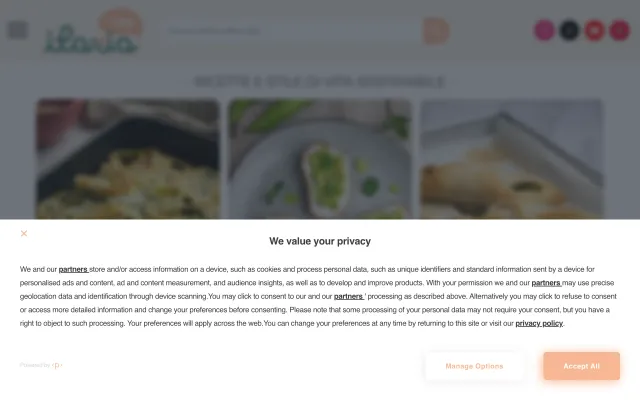 ilaria
RICETTE E STILE DI VITA SOSTENIBILE
We value your privacy
We and our partners store and/or access information on a device, such as cookies and process personal data, such as unique identifiers and standard information sent by a device for
personalised ads and content, ad and content measurement, and audience insights, as well as to develop and improve products. With your permission we and our partners may use precise
geolocation data and identification through device scanning.You may click to consent to our and our partners ' processing as described above. Alternatively you may click to refuse to consent
or access more detailed information and change your preferences before consenting. Please note that some processing of your personal data may not require your consent, but you have a
right to object to such processing. Your preferences will apply across the web.You can change your preferences at any time by returning to this site or visit our privacy policy.
Powered by
Manage Options
Accept All